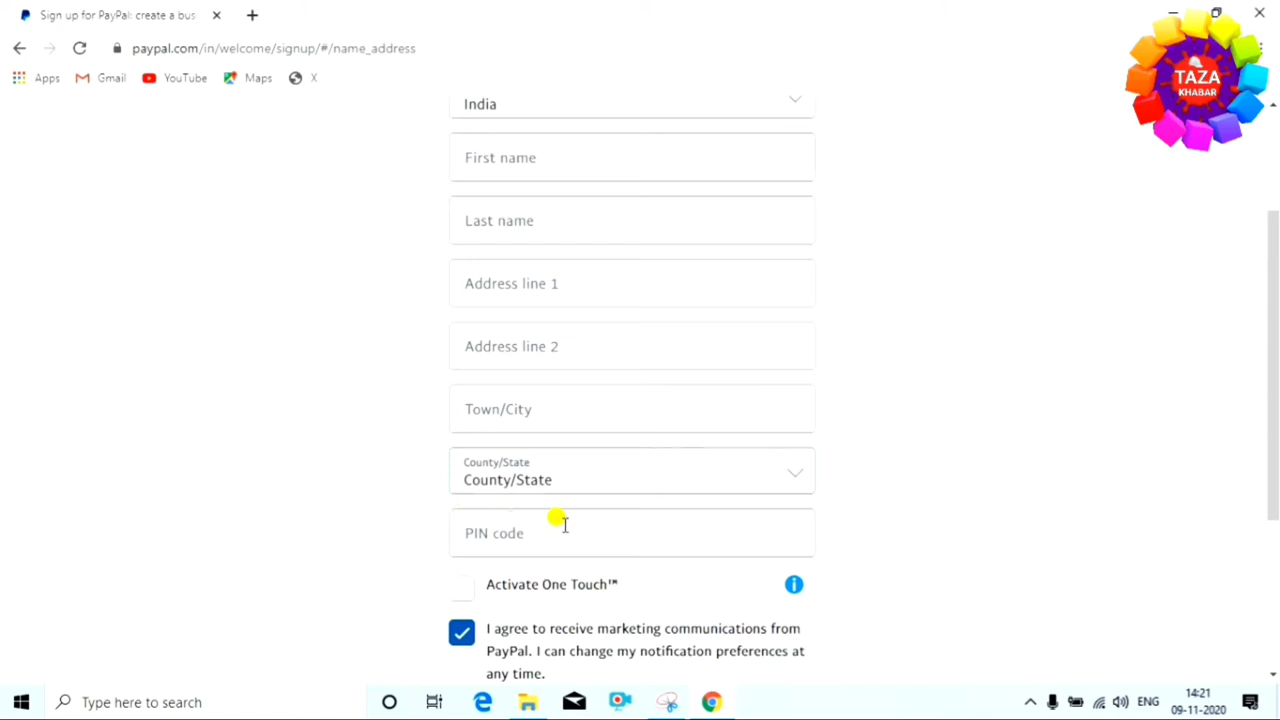 Sign up for PayPal: create a bus
paypal.com/in/welcome/signup/#/name_address
Apps
Gmail
YouTube
Maps
X
TAZA
KHABAR
India
First name
Last name
Address line 1
Address line 2
Town/City
County/State
County/State
PIN code
Activate One Touch™
I agree to receive marketing communications from
PayPal. I can change my notification preferences at
any time.
Type here to search
ENG
14:21
09-11-2020